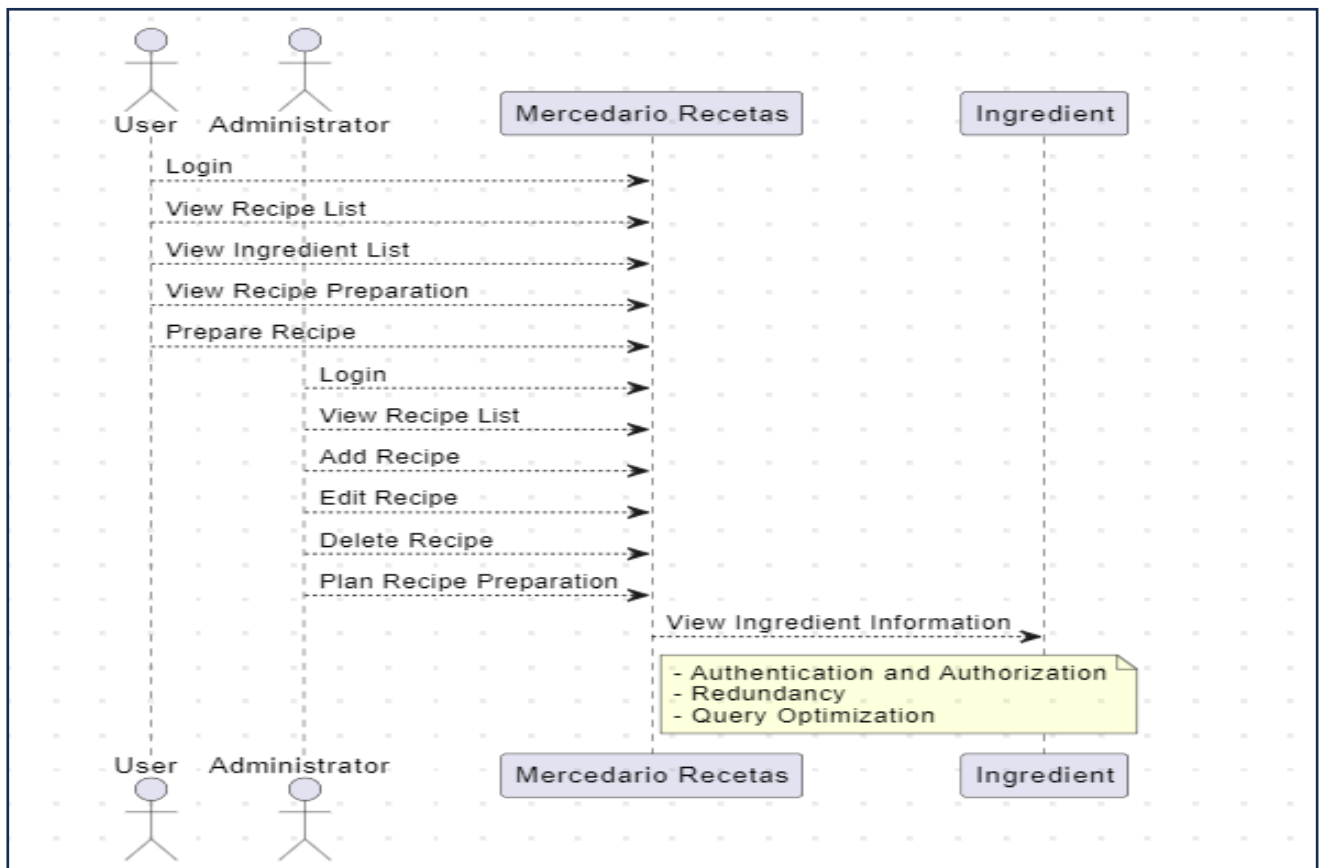 User Administrator
Mercedario Recetas
Ingredient
Login
View Recipe List
View Ingredient List
View Recipe Preparation
Prepare Recipe
Login
View Recipe List
Add Recipe
Edit Recipe
Delete Recipe
Plan Recipe Preparation
View Ingredient Information
- Authentication and Authorization
- Redundancy
- Query Optimization
User Administrator
Mercedario Recetas
Ingredient